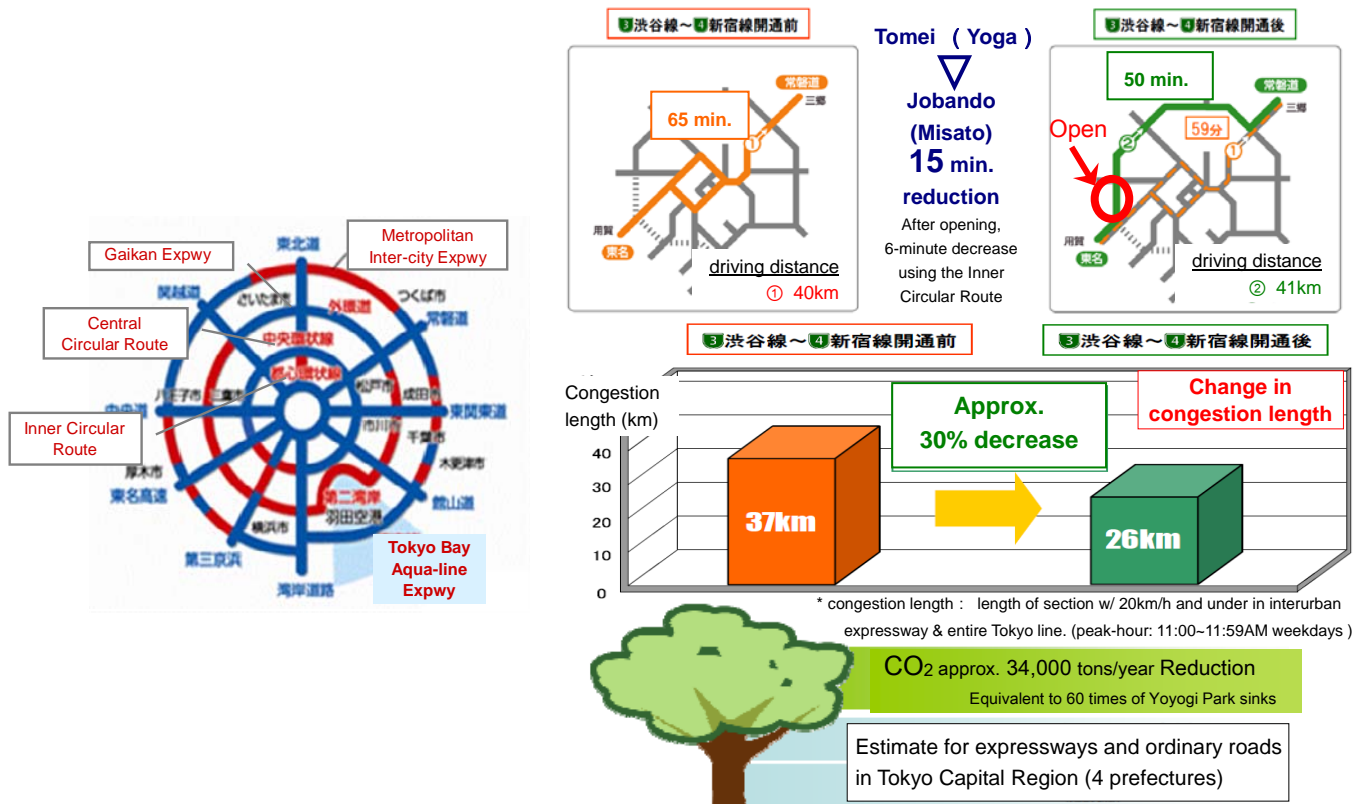 Gaikan Expwy
Metropolitan
Inter-city Expwy
Central
Circular Route
Inner Circular
Route
東北道
関越道
さいたま市
外環道
つくば市
常磐道
中央環状線
都心環状線
八王子市
三鷹市
松戸市
成田市
中央道
東関東道
市川市
千葉市
厚木市
木更津市
東名高速
第二湾岸
館山道
羽田空港
横浜市
第三京浜
湾岸道路
Tokyo Bay
Aqua-line
Expwy
3渋谷線～4新宿線開通前
常磐道
三郷
65 min.
①
用賀
東名
driving distance
① 40km
Tomei （Yoga）
Jobando
(Misato)
15 min.
reduction
After opening,
6-minute decrease
using the Inner
Circular Route
3渋谷線～4新宿線開通後
50 min.
常磐道
三郷
59分
Open
②
①
用賀
東名
driving distance
② 41km
3渋谷線～4新宿線開通前
3渋谷線～4新宿線開通後
Congestion
length (km)
Approx.
30% decrease
Change in
congestion length
40
30
20
10
0
37km
26km
* congestion length : length of section w/ 20km/h and under in interurban
expressway & entire Tokyo line. (peak-hour: 11:00~11:59AM weekdays )
CO2 approx. 34,000 tons/year Reduction
Equivalent to 60 times of Yoyogi Park sinks
Estimate for expressways and ordinary roads
in Tokyo Capital Region (4 prefectures)